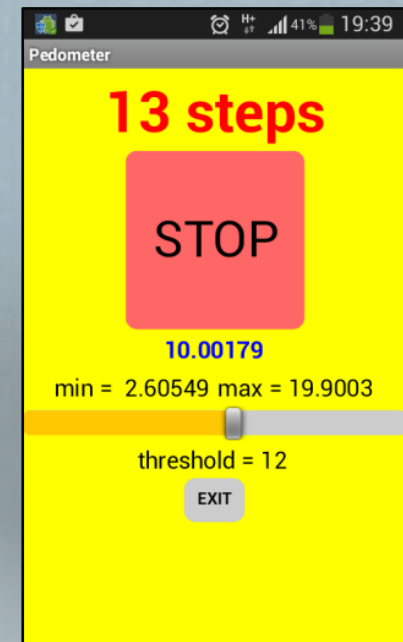 H+ 41% 19:39
Pedometer
13 steps
STOP
10.00179
min = 2.60549 max = 19.9003
threshold = 12
EXIT